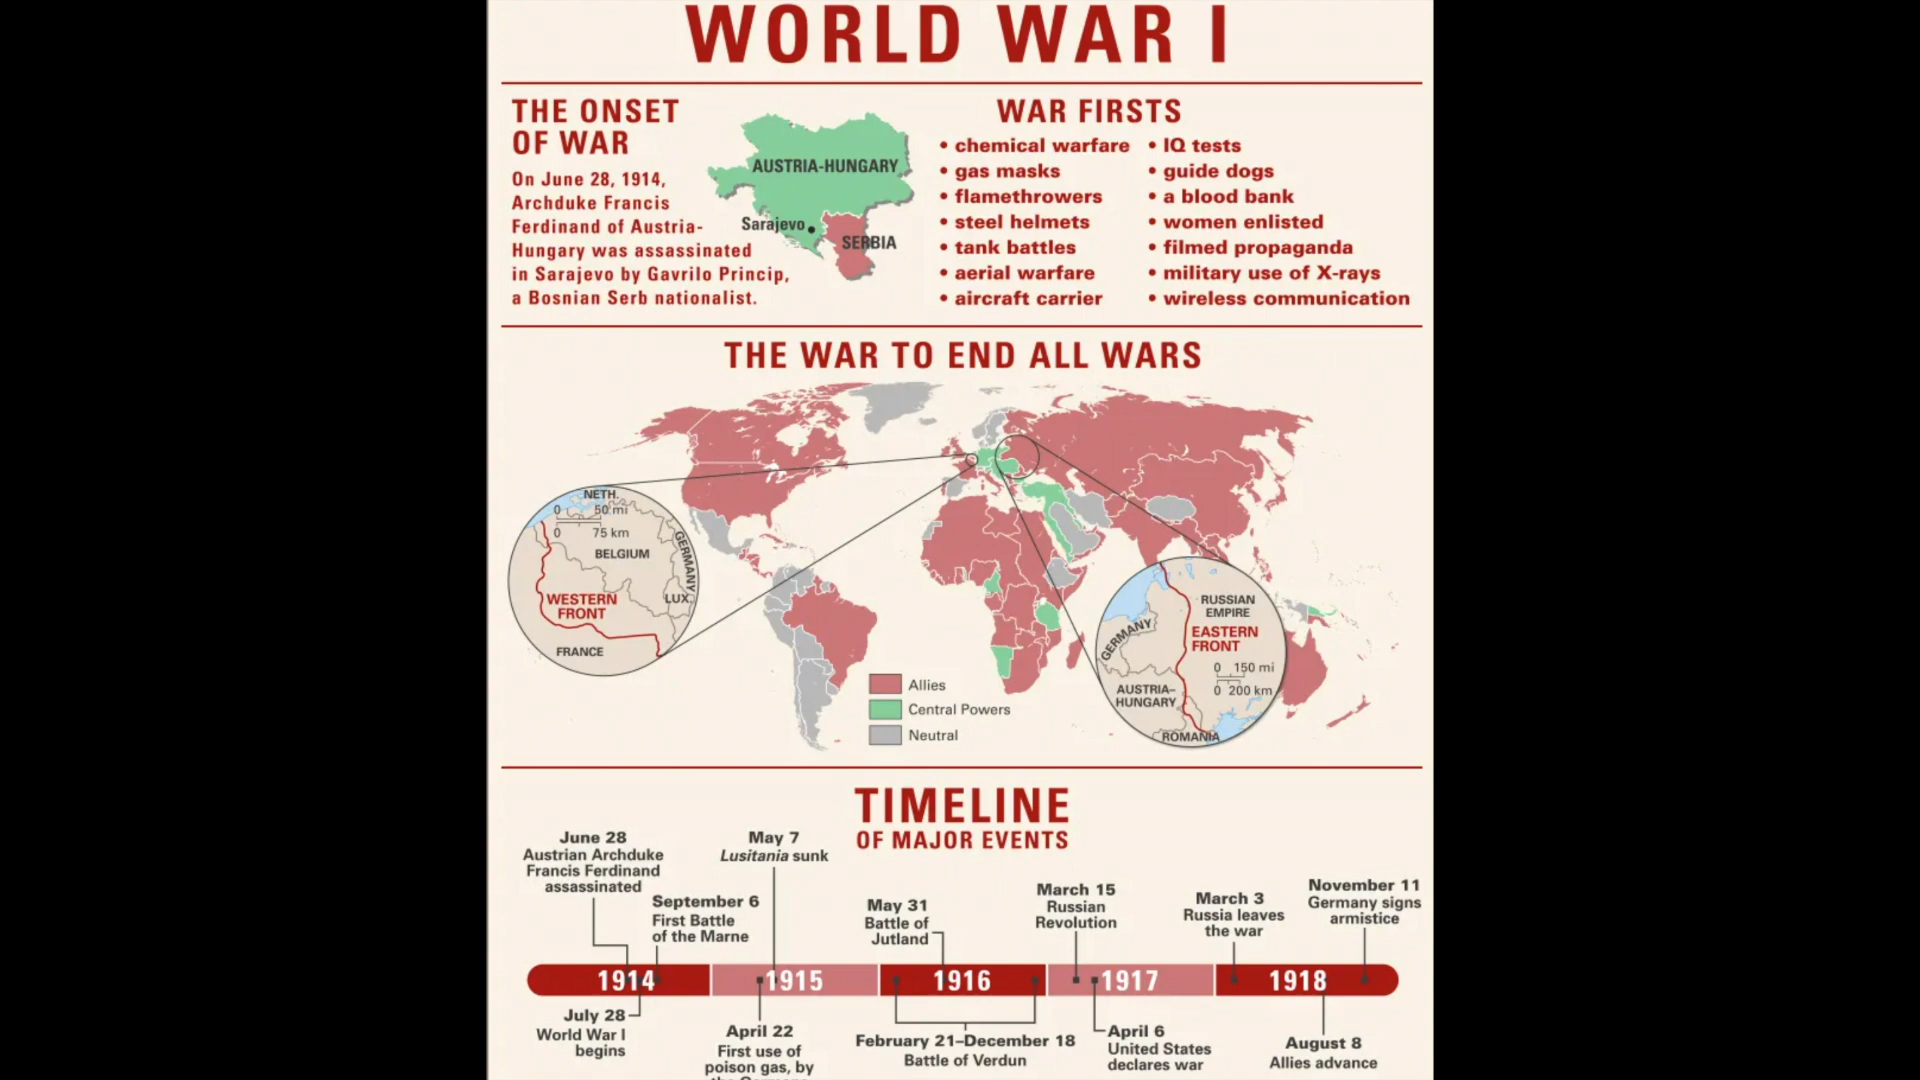 WORLD WAR I
THE ONSET
OF WAR
On June 28, 1914,
Archduke Francis
Ferdinand of Austria-
Hungary was assassinated
in Sarajevo by Gavrilo Princip,
a Bosnian Serb nationalist.
AUSTRIA-HUNGARY
Sarajevo
SERBIA
WAR FIRSTS
• chemical warfare
• gas masks
• flamethrowers
• steel helmets
• tank battles
• aerial warfare
• aircraft carrier
• IQ tests
• guide dogs
• a blood bank
• women enlisted
• filmed propaganda
• military use of X-rays
• wireless communication
THE WAR TO END ALL WARS
NETH.
0 50 mi
0 75 km
BELGIUM
GERMANY
LUX.
WESTERN
FRONT
FRANCE
Allies
Central Powers
Neutral
RUSSIAN
EMPIRE
GERMANY
EASTERN
FRONT
0 150 mi
0 200 km
AUSTRIA–
HUNGARY
ROMANIA
TIMELINE
OF MAJOR EVENTS
June 28
Austrian Archduke
Francis Ferdinand
assassinated
September 6
First Battle
of the Marne
May 7
Lusitania sunk
May 31
Battle of
Jutland
March 15
Russian
Revolution
March 3
Russia leaves
the war
November 11
Germany signs
armistice
1914 1915 1916 1917 1918
July 28
World War I
begins
April 22
First use of
poison gas, by
February 21–December 18
Battle of Verdun
April 6
United States
declares war
August 8
Allies advance